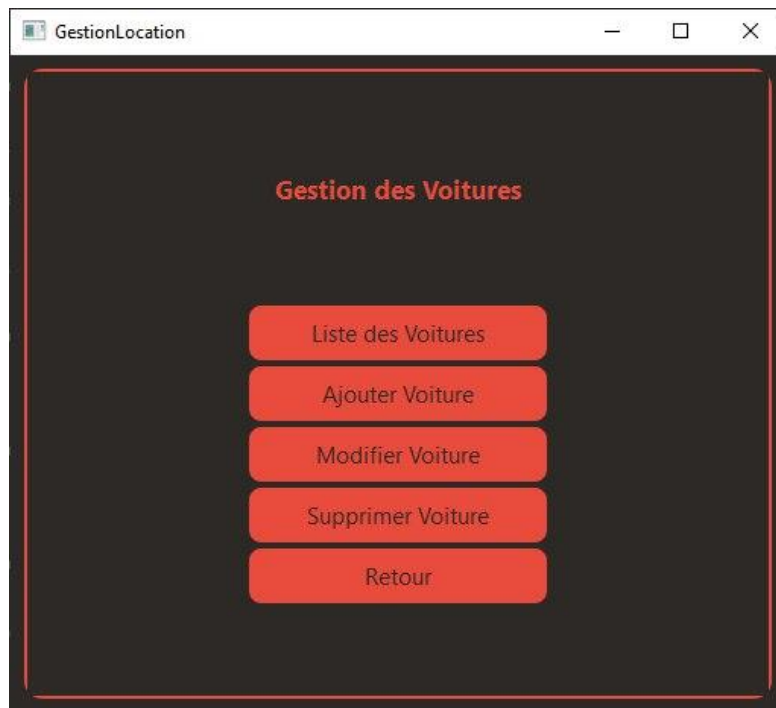 GestionLocation
Gestion des Voitures
Liste des Voitures
Ajouter Voiture
Modifier Voiture
Supprimer Voiture
Retour